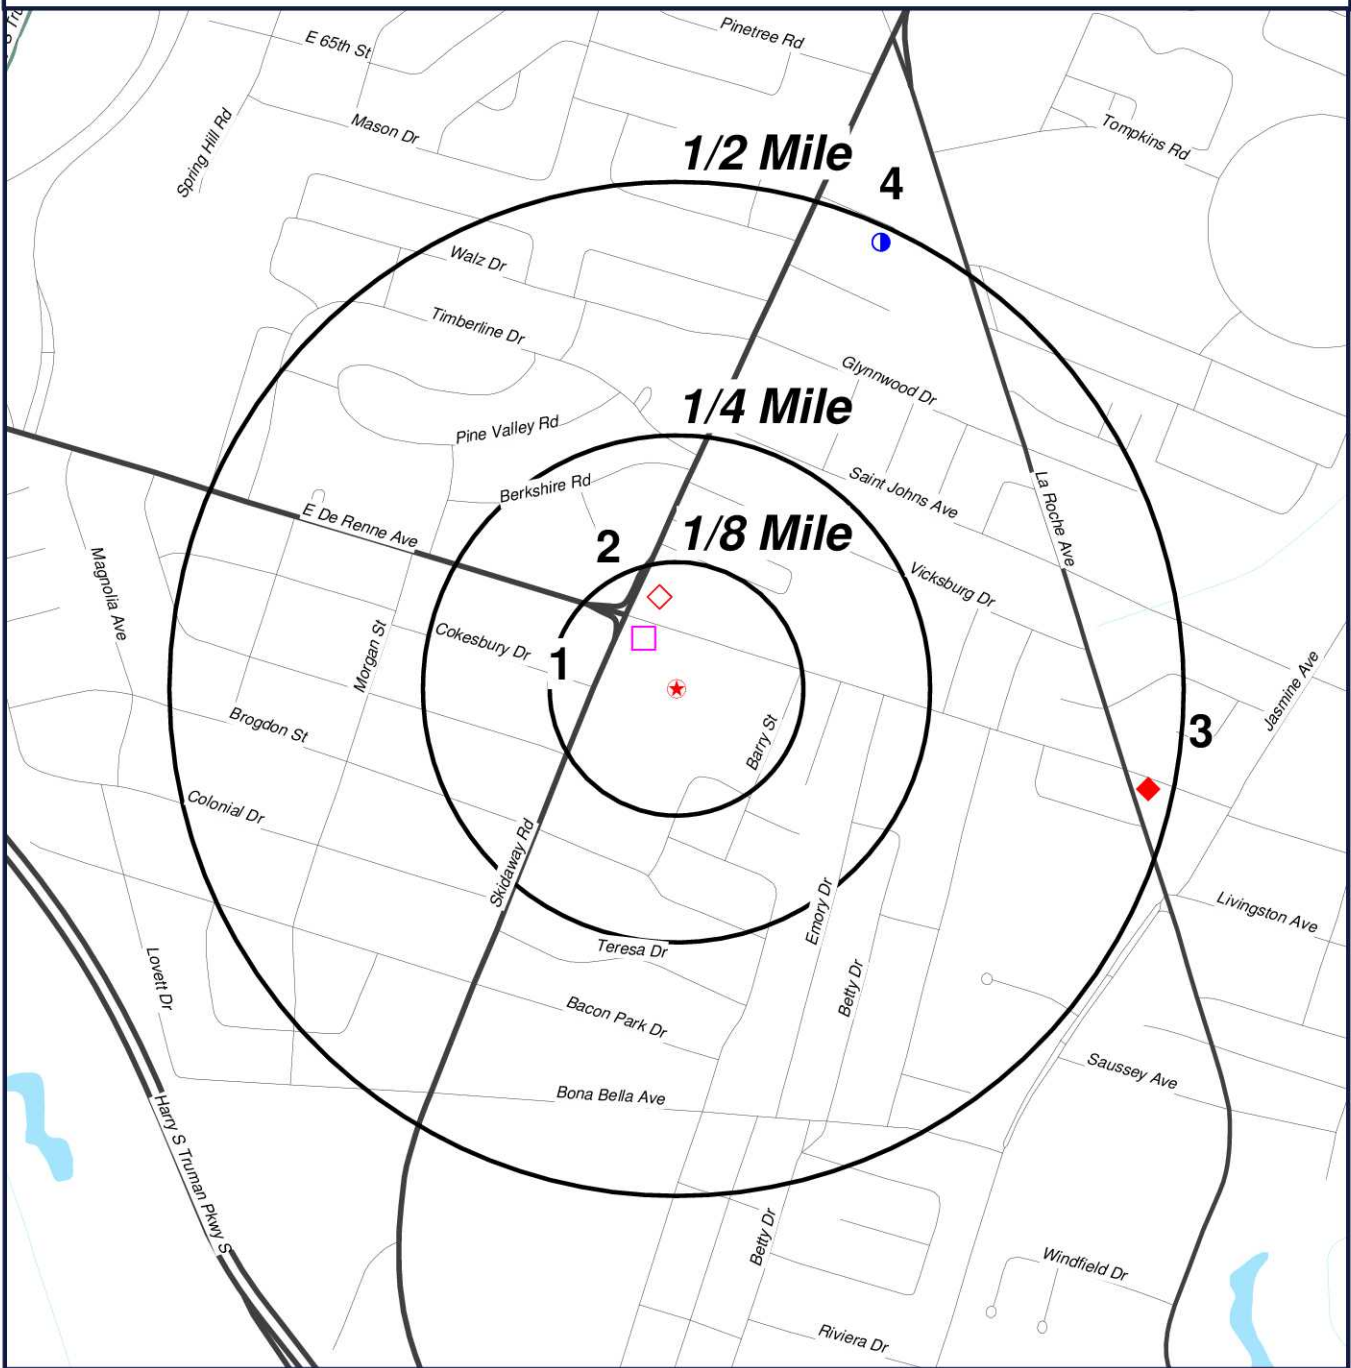 Pinetree Rd
E 65th St
Spring Hill Rd
Mason Dr
Tompkins Rd
1/2 Mile
4
Walz Dr
Timberline Dr
Glynnwood Dr
1/4 Mile
Pine Valley Rd
Berkshire Rd
Saint Johns Ave
La Roche Ave
E De Renne Ave
2
1/8 Mile
Magnolia Ave
Vicksburg Dr
Morgan St
Cokesbury Dr
1
Jasmine Ave
3
Brogdon St
Barry St
Colonial Dr
Skidaway Rd
Emory Dr
Livingston Ave
Teresa Dr
Lovett Dr
Betty Dr
Bacon Park Dr
Saussey Ave
Bona Bella Ave
Harry S Truman Pkwy S
Betty Dr
Windfield Dr
Riviera Dr